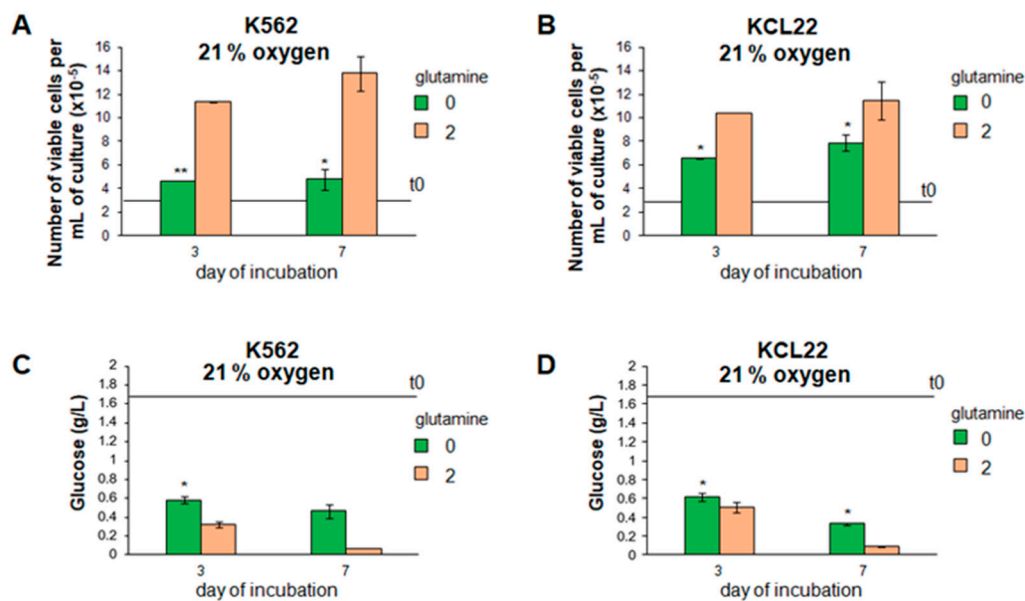 A
K562
21 % oxygen
Number of viable cells per
mL of culture (x10⁻⁵)
16
14
12
10
8
6
4
2
0
**
*
t0
glutamine
0
2
3
7
day of incubation
B
KCL22
21 % oxygen
Number of viable cells per
mL of culture (x10⁻⁵)
16
14
12
10
8
6
4
2
0
*
*
t0
glutamine
0
2
3
7
day of incubation
C
K562
21 % oxygen
Glucose (g/L)
2
1.8
1.6
1.4
1.2
1
0.8
0.6
0.4
0.2
0
*
t0
glutamine
0
2
3
7
day of incubation
D
KCL22
21 % oxygen
Glucose (g/L)
2
1.8
1.6
1.4
1.2
1
0.8
0.6
0.4
0.2
0
*
*
t0
glutamine
0
2
3
7
day of incubation